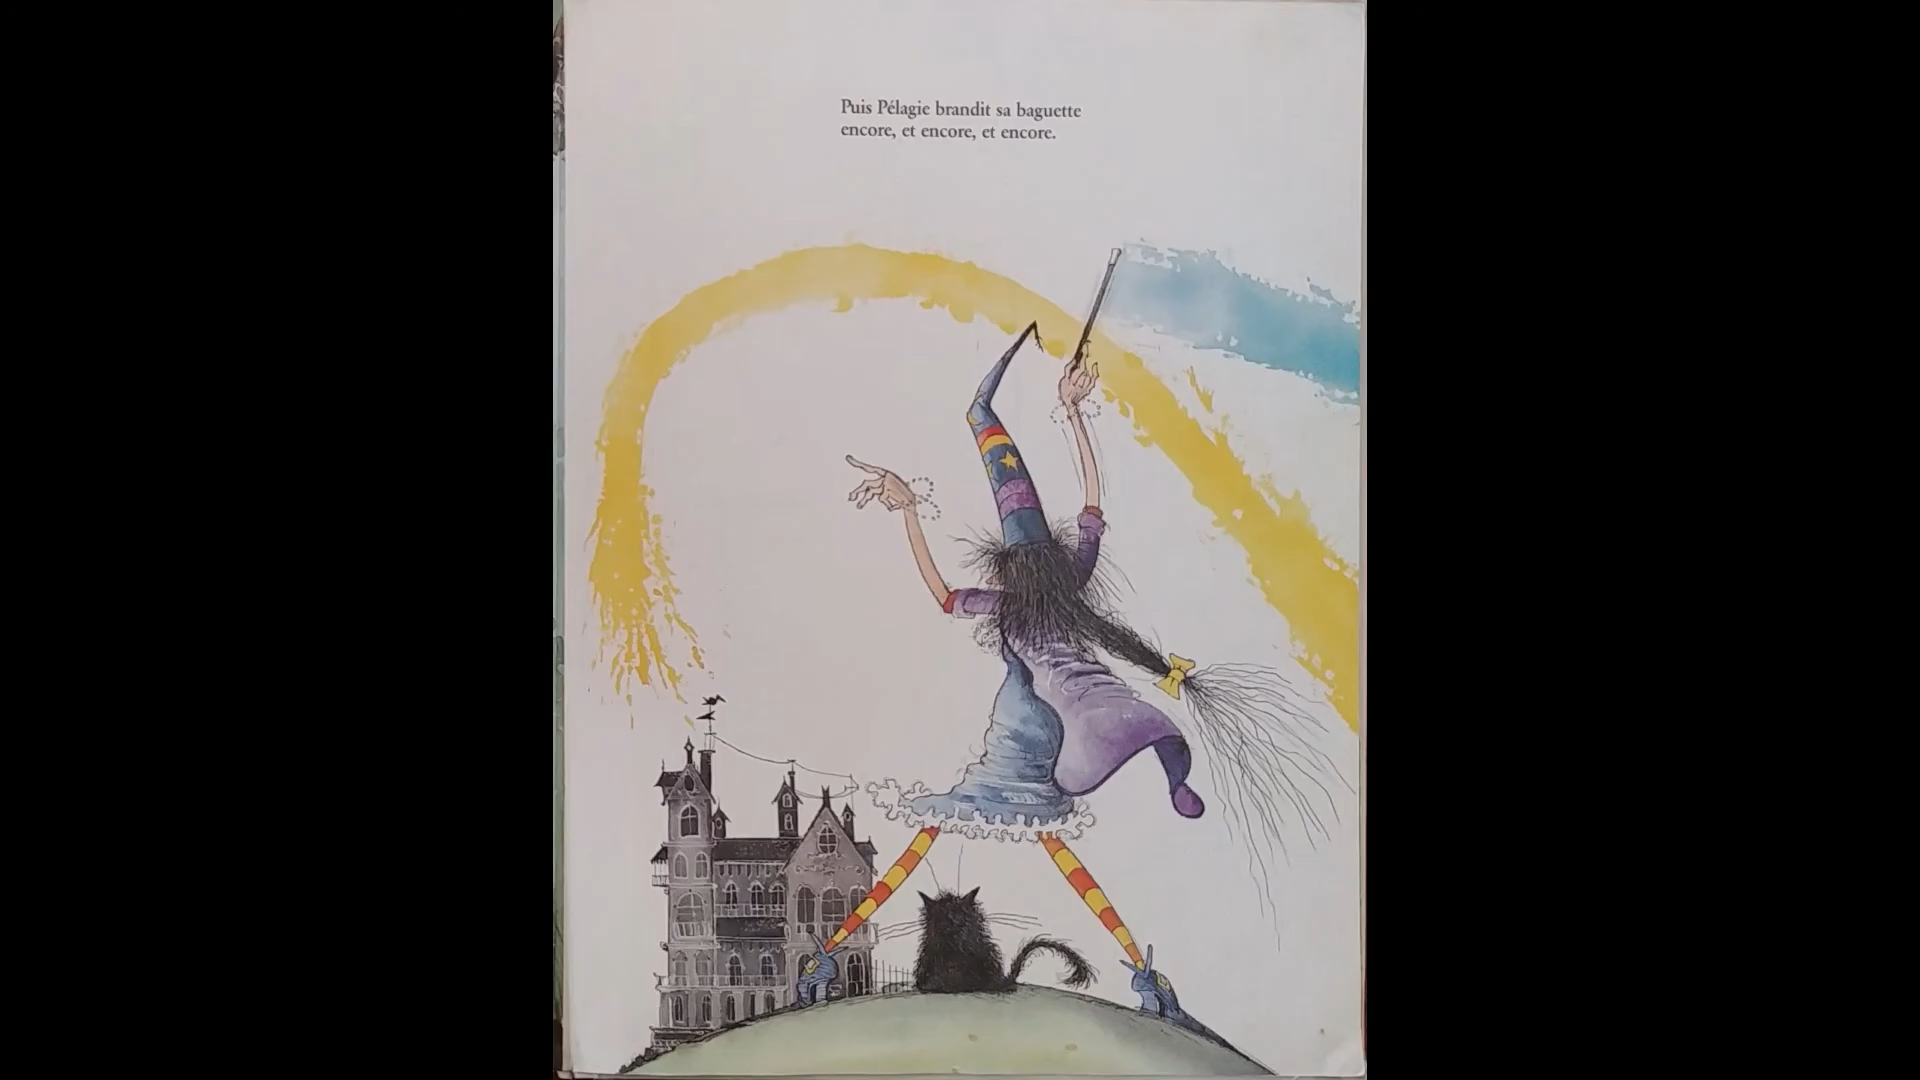 Puis Pélagie brandit sa baguette
encore, et encore, et encore.